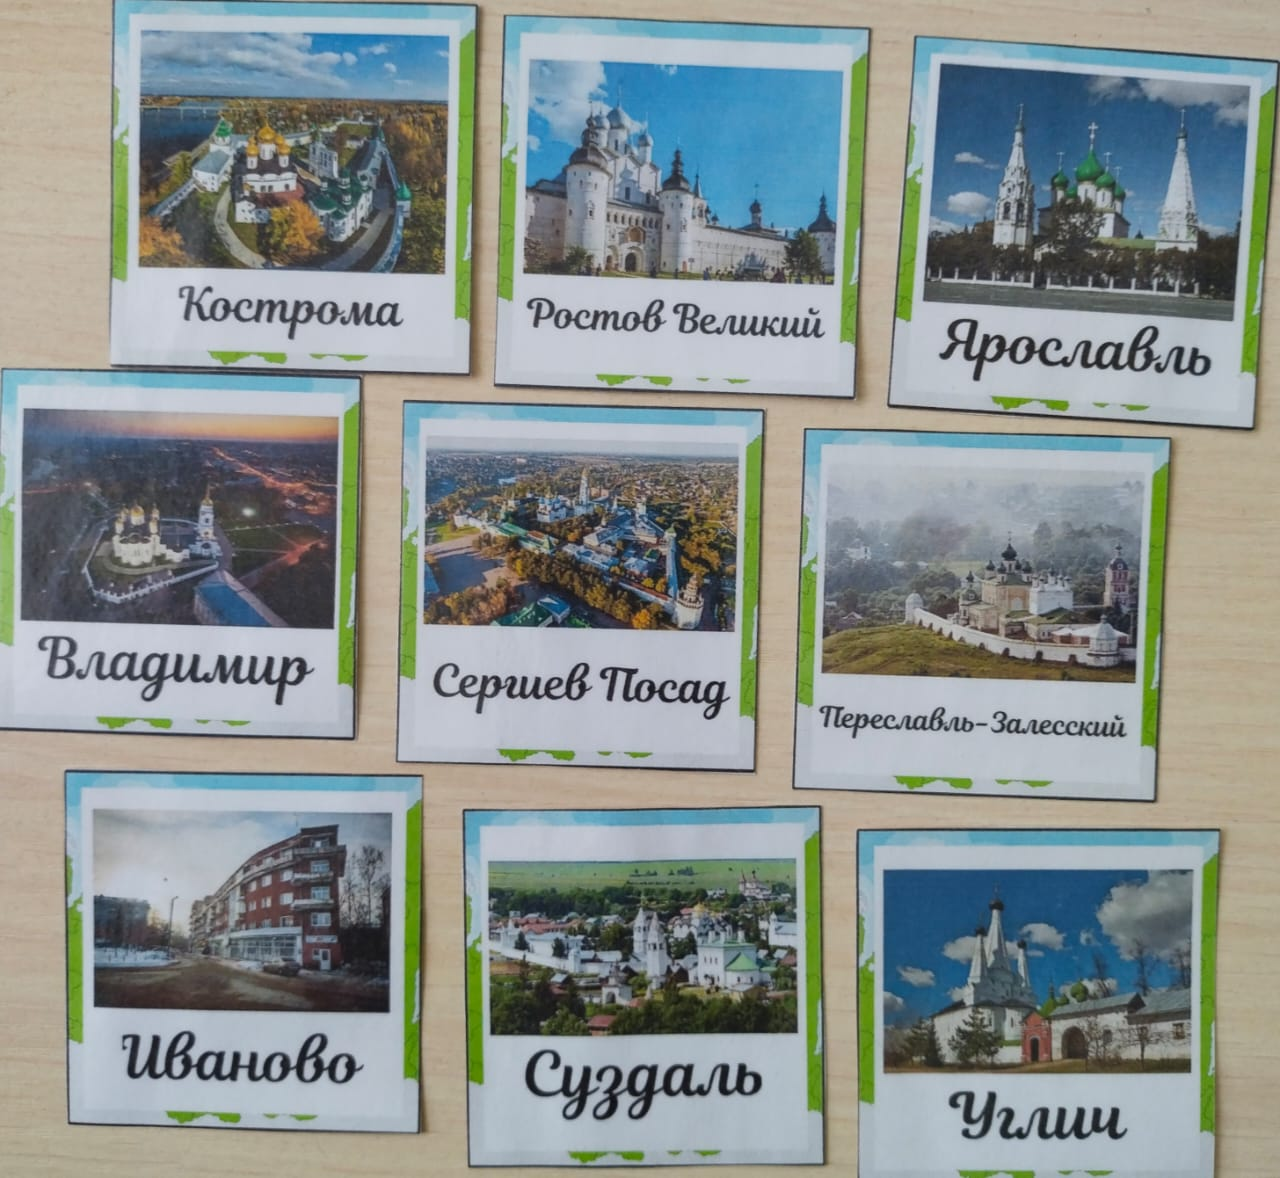 Кострома
Ростов Великий
Ярославль
Владимир
Сергиев Посад
Переславль-Залесский
Иваново
Суздаль
Углич